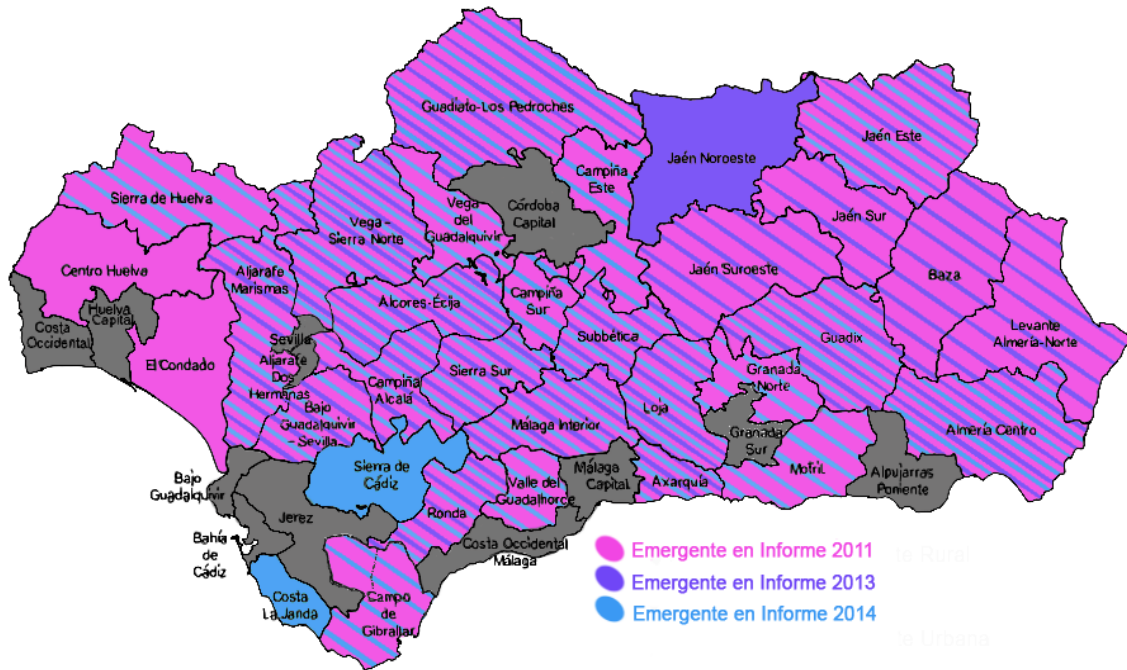 Guadiato-Los Pedroches
Jaén Este
Jaén Noroeste
Campiña
Este
Sierra de Huelva
Vega
del
Guadalquivir
Córdoba
Capital
Vega –
Sierra Norte
Jaén Sur
Centro Huelva
Aljarafe
Marismas
Jaén Suroeste
Baza
Alcores-Écija
Campiña
Sur
Huelva
Capital
Costa
Occidental
Subbética
Guadix
Levante
Almería-Norte
Sevilla
El Condado
Aljarafe
Dos
Hermanas
Campiña
Alcalá
Sierra Sur
Granada
Norte
Loja
Bajo
Guadalquivir
– Sevilla
Málaga Interior
Almería Centro
Granada
Sur
Sierra de
Cádiz
Málaga
Capital
Motril
Alpujarras
Poniente
Bajo
Guadalquivir
Valle del
Guadalhorce
Axarquía
Jerez
Ronda
Bahía
de
Cádiz
Costa Occidental
Málaga
Costa
La Janda
Campo
de
Gibraltar
Emergente en Informe 2011
Emergente en Informe 2013
Emergente en Informe 2014